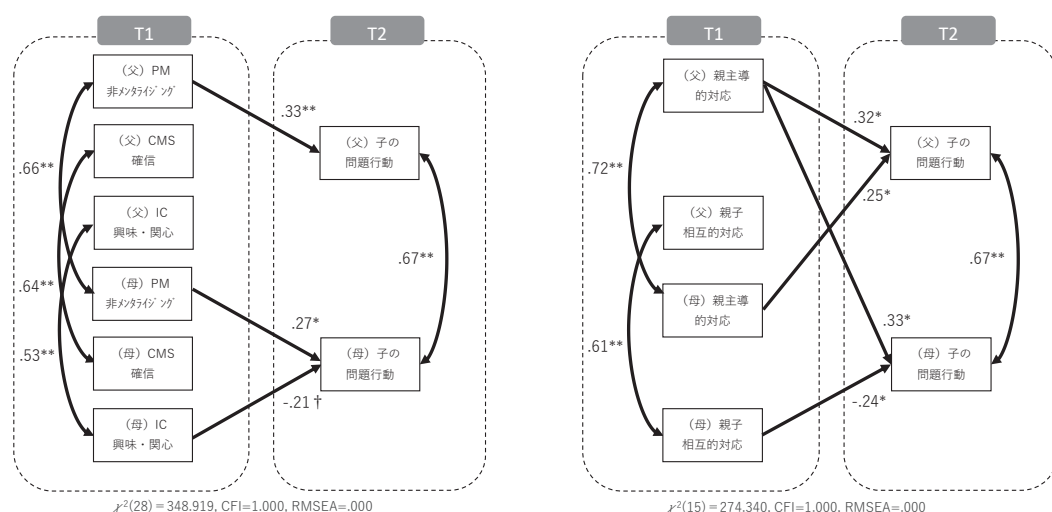 T1
T2
（父）PM
非ﾒﾝﾀﾗｲｼﾞﾝｸﾞ
（父）CMS
確信
（父）IC
興味・関心
（母）PM
非ﾒﾝﾀﾗｲｼﾞﾝｸﾞ
（母）CMS
確信
（母）IC
興味・関心
.66**
.64**
.53**
.33**
.27*
-.21 †
（父）子の
問題行動
（母）子の
問題行動
.67**
χ²(28) = 348.919, CFI=1.000, RMSEA=.000
T1
T2
（父）親主導
的対応
（父）親子
相互的対応
（母）親主導
的対応
（母）親子
相互的対応
.72**
.61**
.32*
.25*
.33*
-.24*
（父）子の
問題行動
（母）子の
問題行動
.67**
χ²(15) = 274.340, CFI=1.000, RMSEA=.000